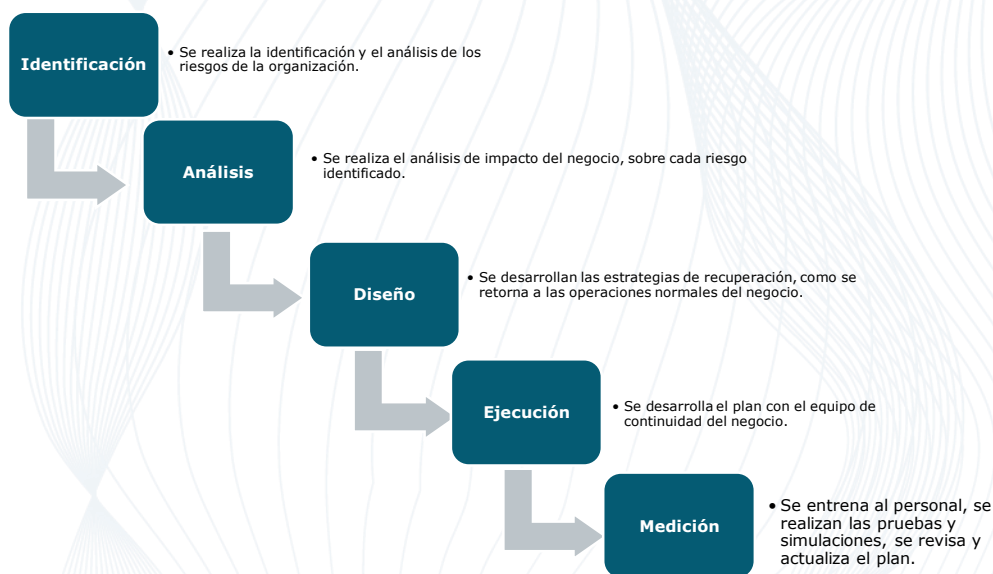 Identificación
• Se realiza la identificación y el análisis de los
riesgos de la organización.
Análisis
• Se realiza el análisis de impacto del negocio, sobre cada riesgo
identificado.
Diseño
• Se desarrollan las estrategias de recuperación, como se
retorna a las operaciones normales del negocio.
Ejecución
• Se desarrolla el plan con el equipo de
continuidad del negocio.
Medición
• Se entrena al personal, se
realizan las pruebas y
simulaciones, se revisa y
actualiza el plan.